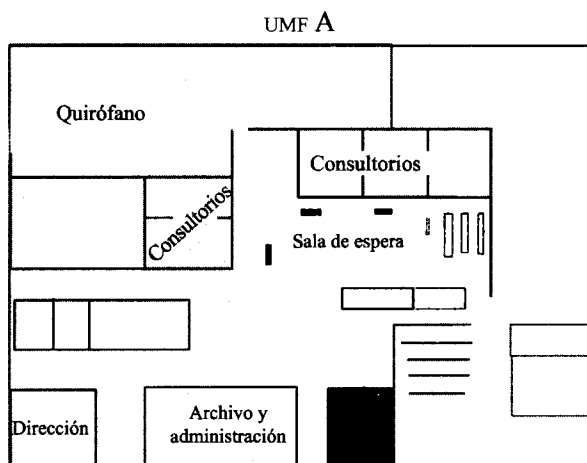 UMF A
Quirófano
Consultorios
Consultorios
Sala de espera
Dirección
Archivo y
administración